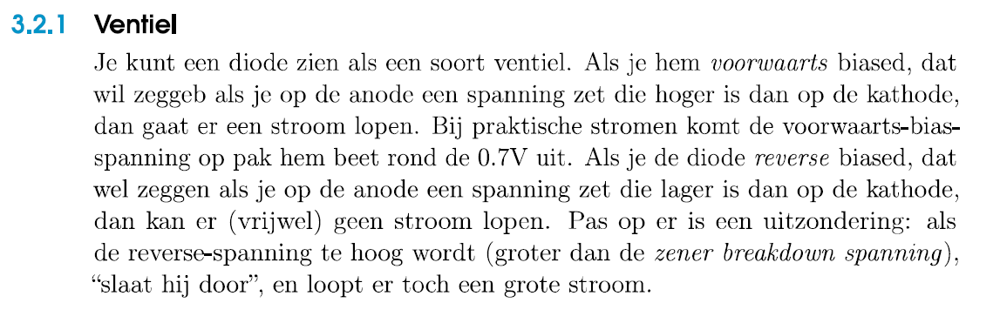 3.2.1 Ventiel
Je kunt een diode zien als een soort ventiel. Als je hem voorwaarts biased, dat
wil zeggeb als je op de anode een spanning zet die hoger is dan op de kathode,
dan gaat er een stroom lopen. Bij praktische stromen komt de voorwaarts-bias-
spanning op pak hem beet rond de 0.7V uit. Als je de diode reverse biased, dat
wel zeggen als je op de anode een spanning zet die lager is dan op de kathode,
dan kan er (vrijwel) geen stroom lopen. Pas op er is een uitzondering: als
de reverse-spanning te hoog wordt (groter dan de zener breakdown spanning),
“slaat hij door”, en loopt er toch een grote stroom.